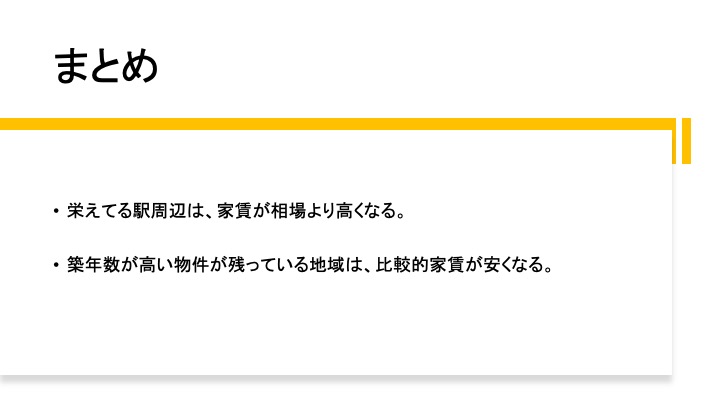 まとめ
• 栄えてる駅周辺は、家賃が相場より高くなる。
• 築年数が高い物件が残っている地域は、比較的家賃が安くなる。